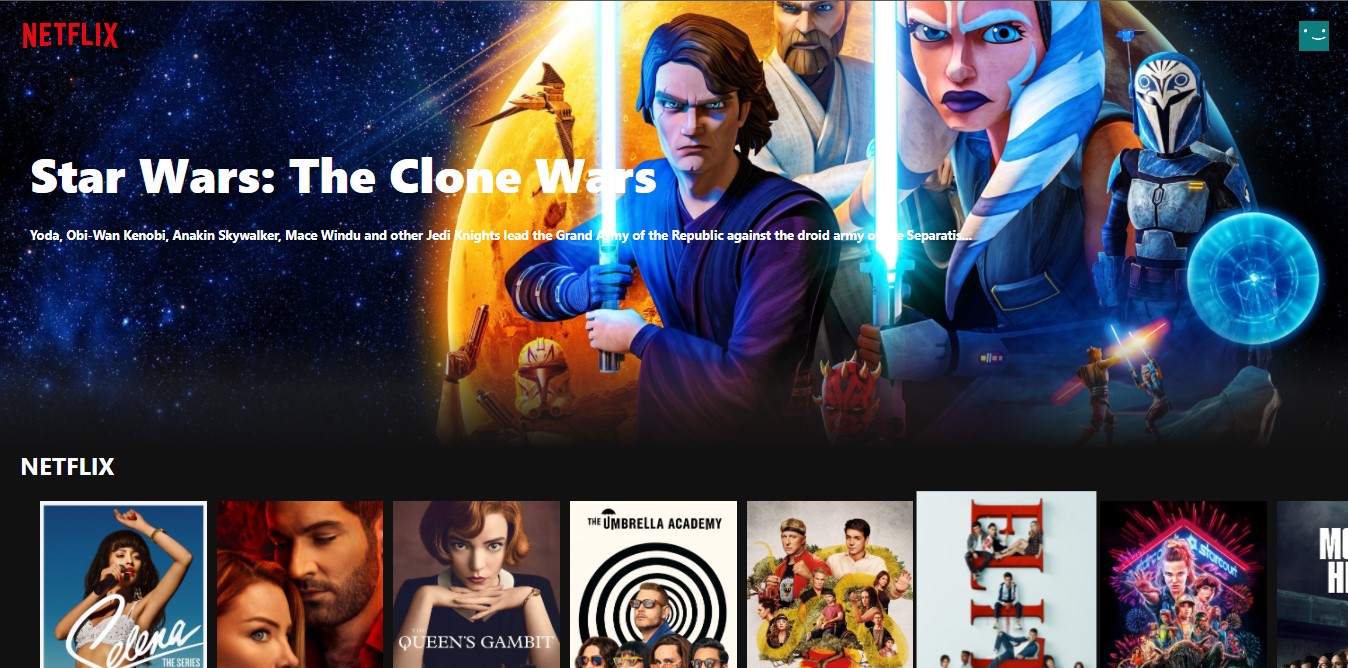 NETFLIX
Star Wars: The Clone Wars
Yoda, Obi-Wan Kenobi, Anakin Skywalker, Mace Windu and other Jedi Knights lead the Grand Army of the Republic against the droid army of the Separatis...
NETFLIX
Selena
THE SERIES
THE
QUEEN'S GAMBIT
THE UMBRELLA ACADEMY
ELITE
starcourt
MO
H